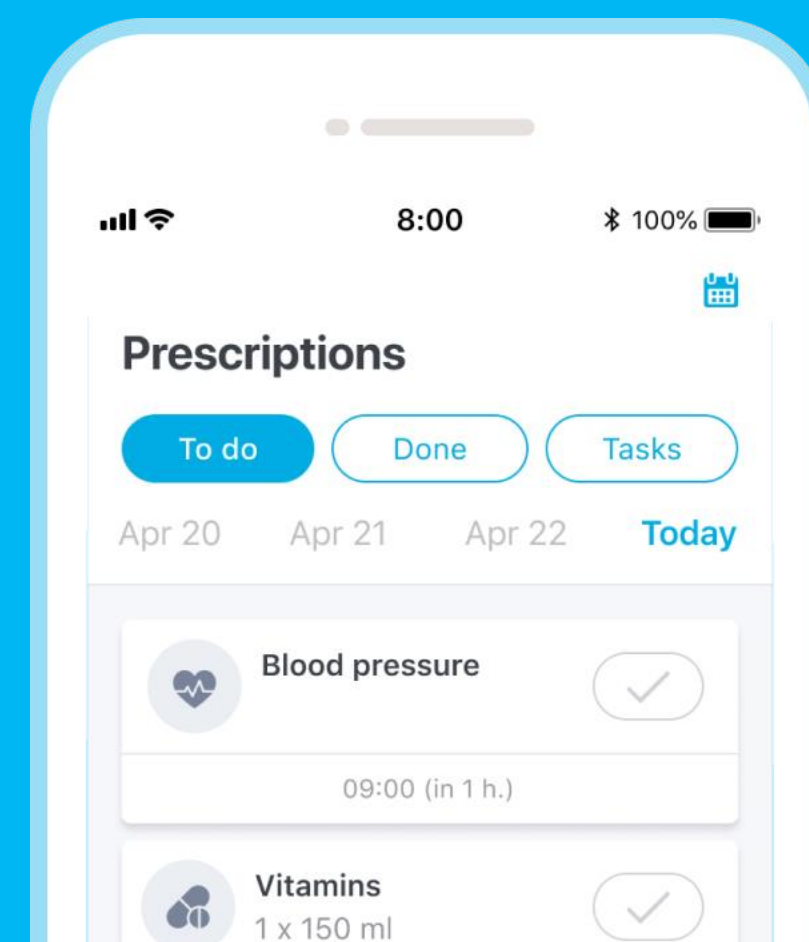 8:00 100%
Prescriptions
To do Done Tasks
Apr 20 Apr 21 Apr 22 Today
Blood pressure
09:00 (in 1 h.)
Vitamins
1 x 150 ml